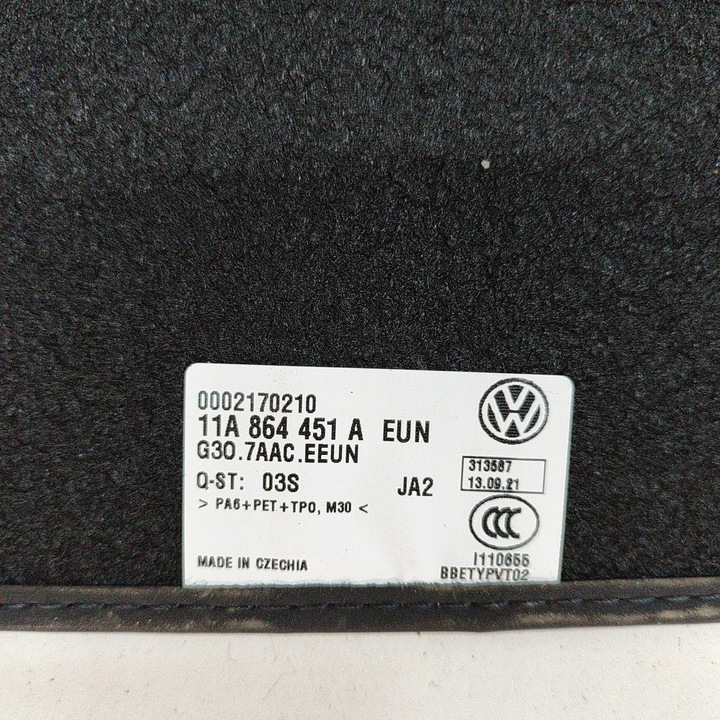 0002170210
11A 864 451 A EUN
G30.7AAC.EEUN
Q-ST: 03S JA2
313587
13.09.21
> PA6+PET+TPO, M30 <
CCC
I110655
MADE IN CZECHIA
BBETYPVT02